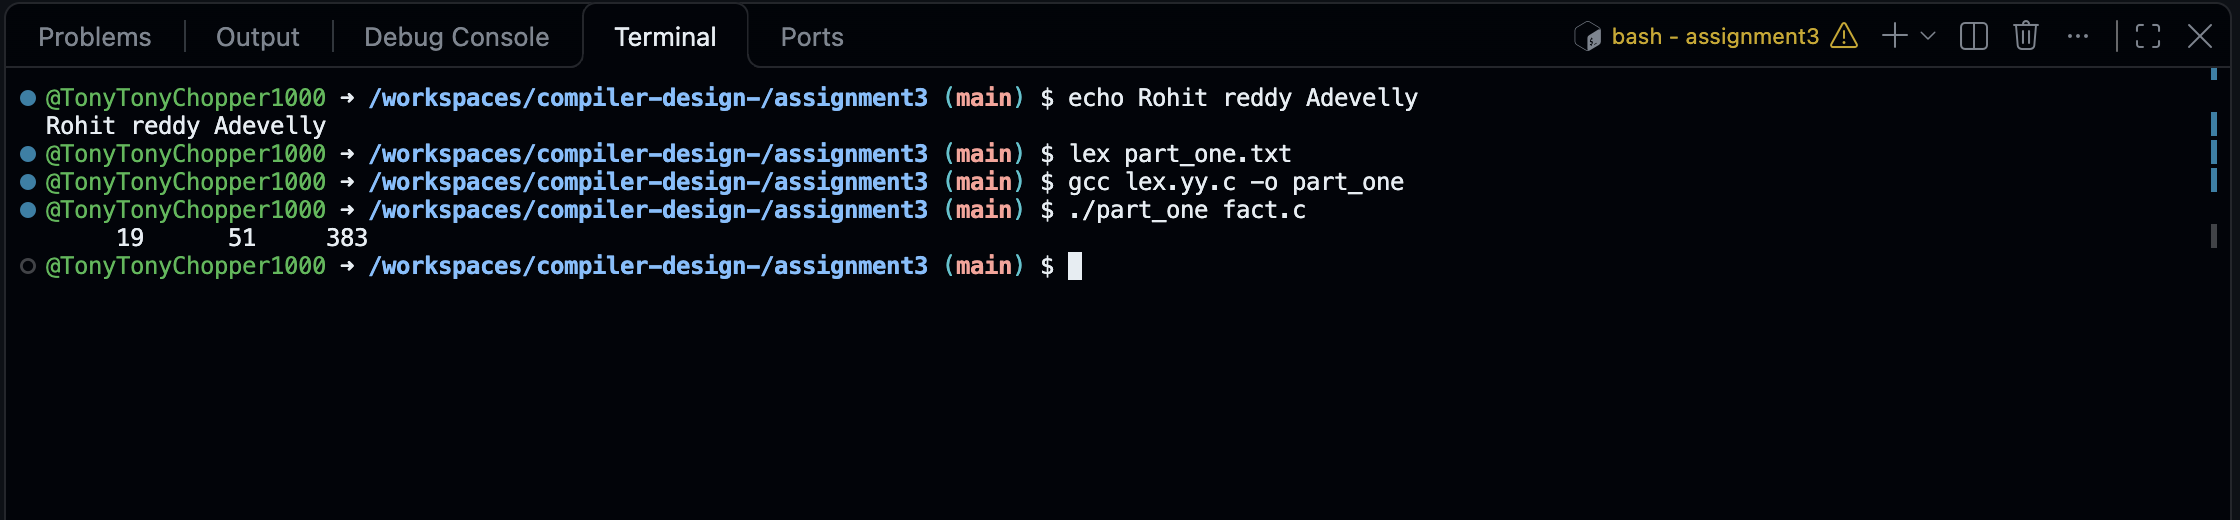 Problems Output Debug Console Terminal Ports bash - assignment3
@TonyTonyChopper1000 → /workspaces/compiler-design-/assignment3 (main) $ echo Rohit reddy Adevelly
Rohit reddy Adevelly
@TonyTonyChopper1000 → /workspaces/compiler-design-/assignment3 (main) $ lex part_one.txt
@TonyTonyChopper1000 → /workspaces/compiler-design-/assignment3 (main) $ gcc lex.yy.c -o part_one
@TonyTonyChopper1000 → /workspaces/compiler-design-/assignment3 (main) $ ./part_one fact.c
19 51 383
@TonyTonyChopper1000 → /workspaces/compiler-design-/assignment3 (main) $